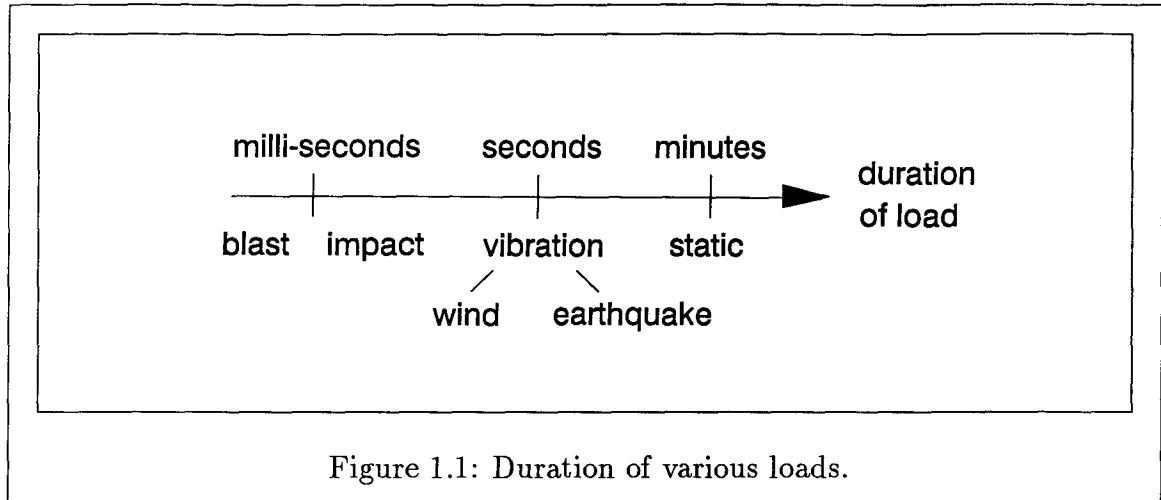 milli-seconds seconds minutes
duration
of load
blast impact vibration static
wind earthquake
Figure 1.1: Duration of various loads.